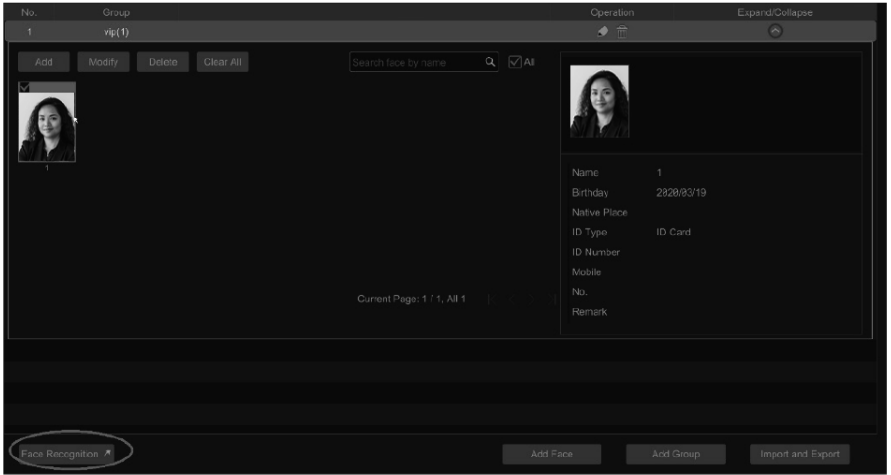 No. Group Operation Expand/Collapse
1 vip(1)
Add Modify Delete Clear All Search face by name All
1
Name 1
Birthday 2020/03/19
Native Place
ID Type ID Card
ID Number
Mobile
No.
Remark
Current Page: 1 / 1, All 1
Face Recognition Add Face Add Group Import and Export